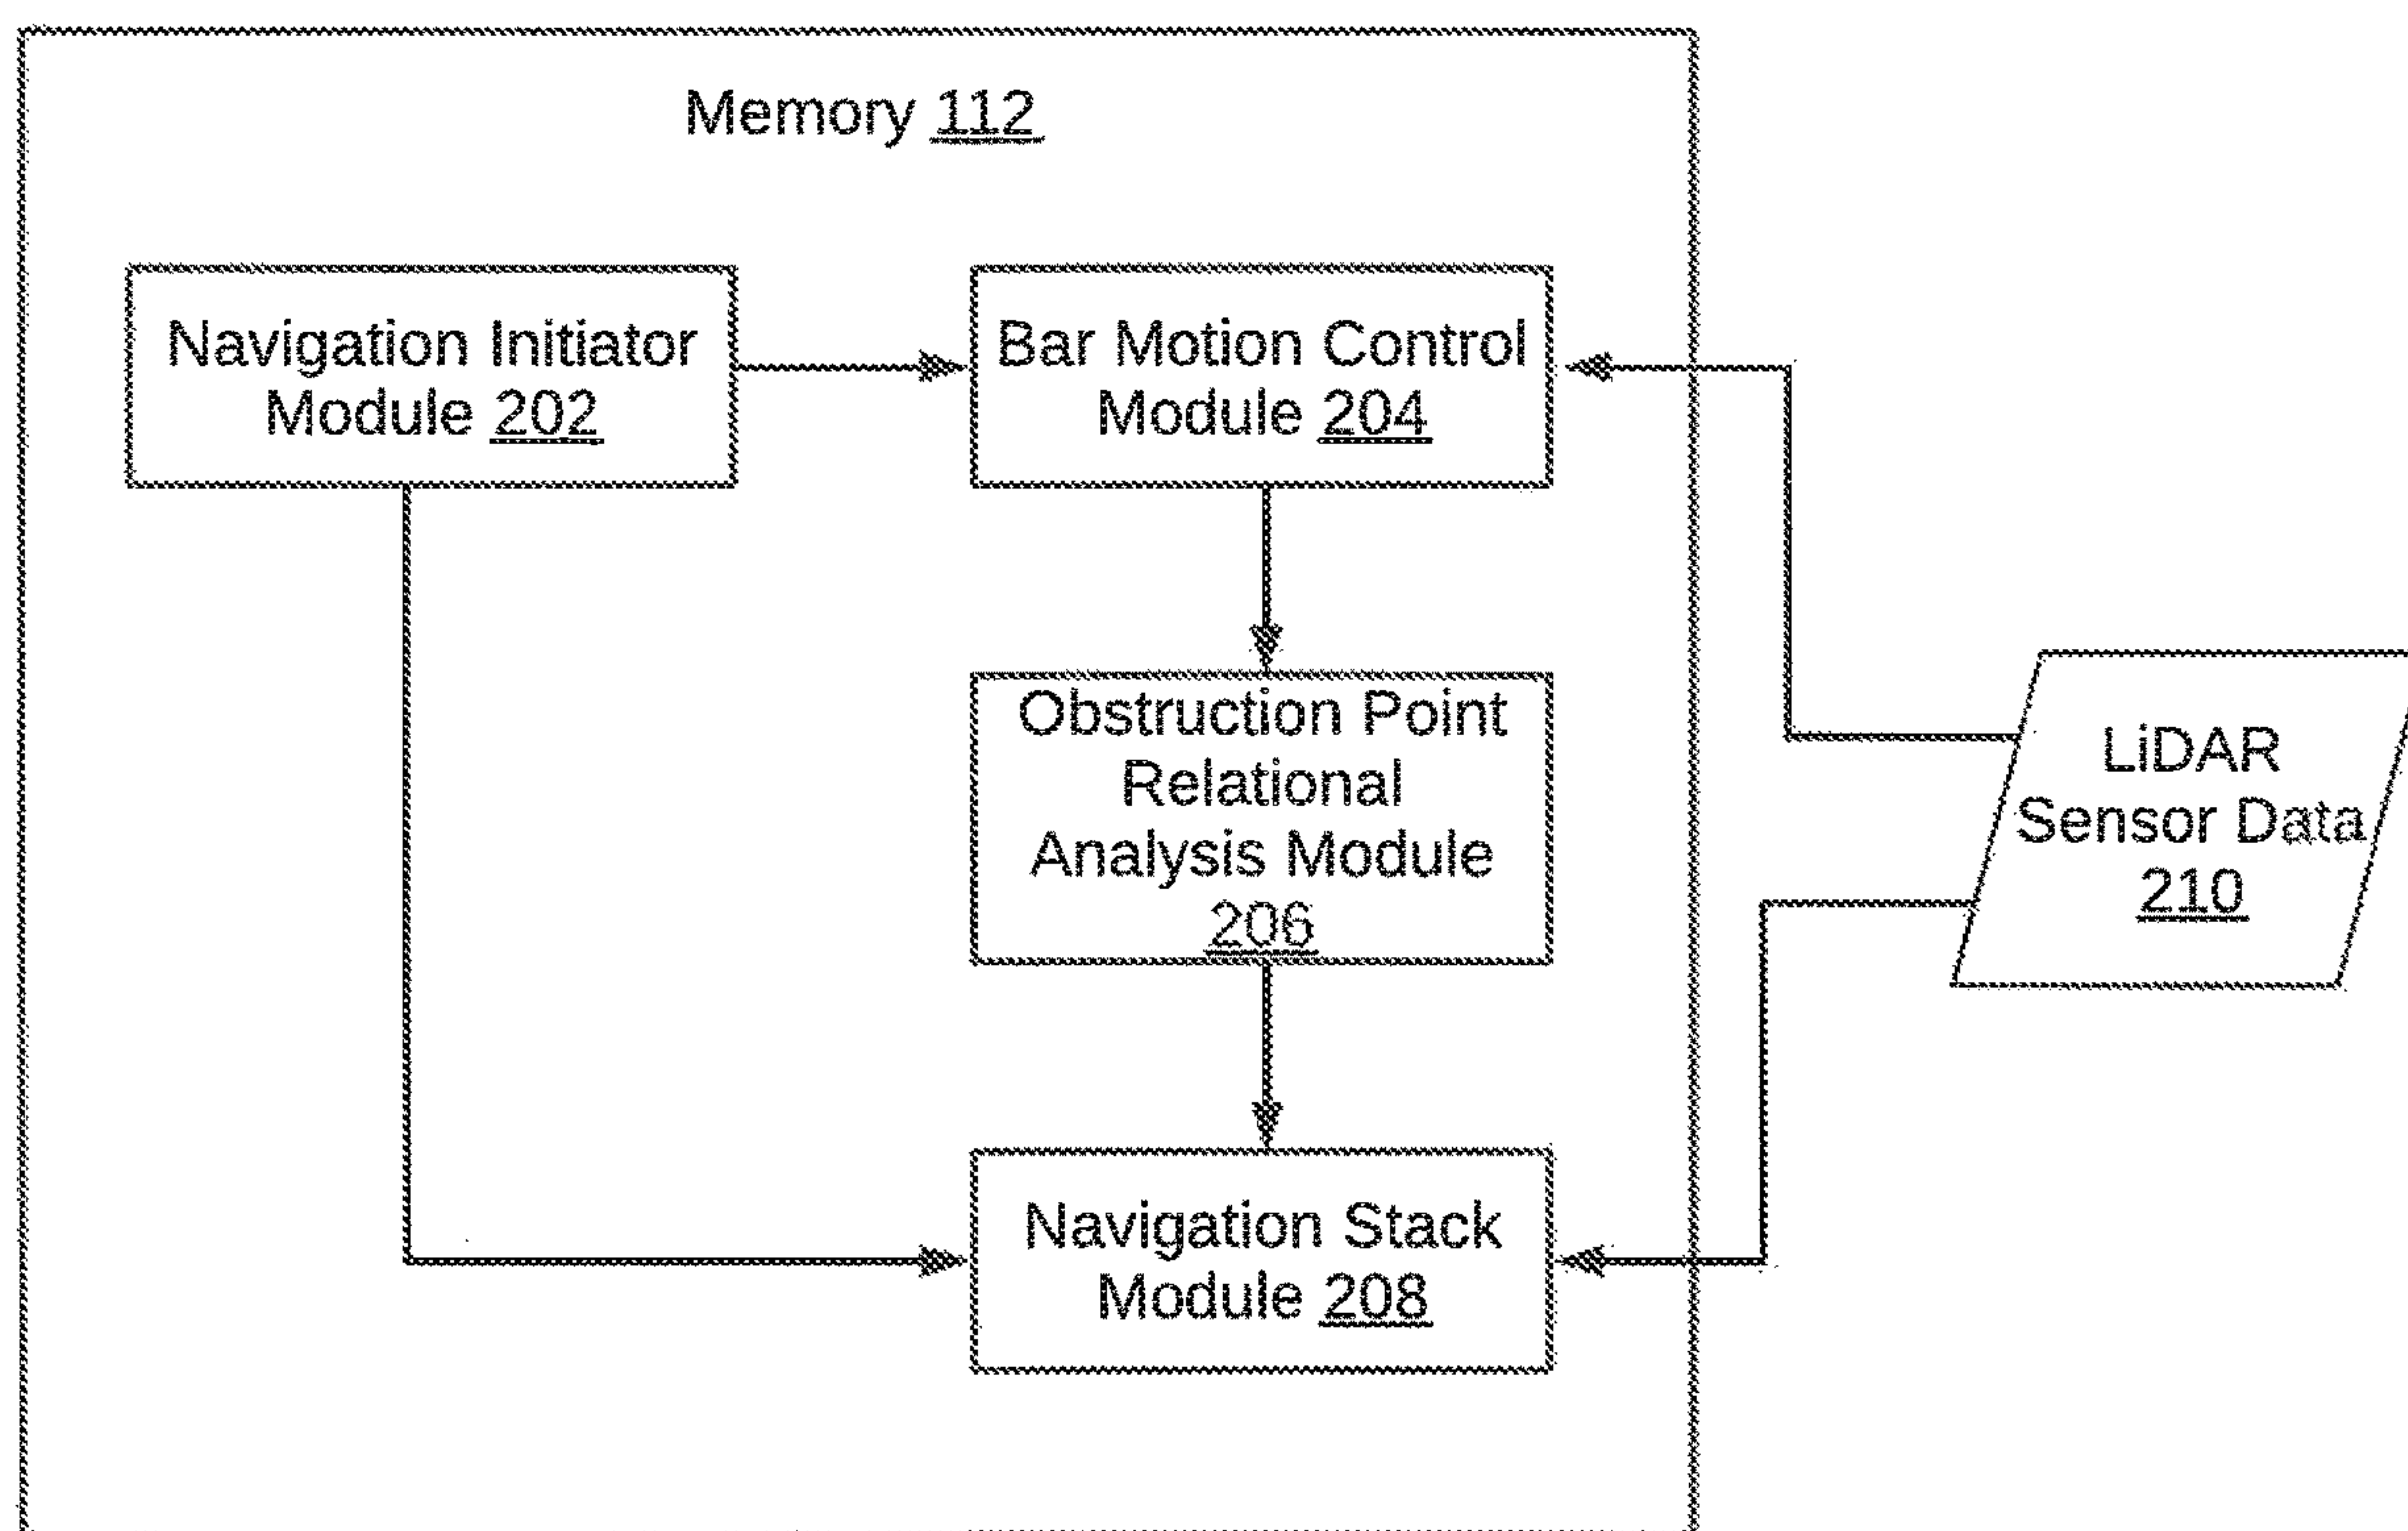 Memory 112
Navigation Initiator
Module 202
Bar Motion Control
Module 204
Obstruction Point
Relational
Analysis Module
206
Navigation Stack
Module 208
LiDAR
Sensor Data
210